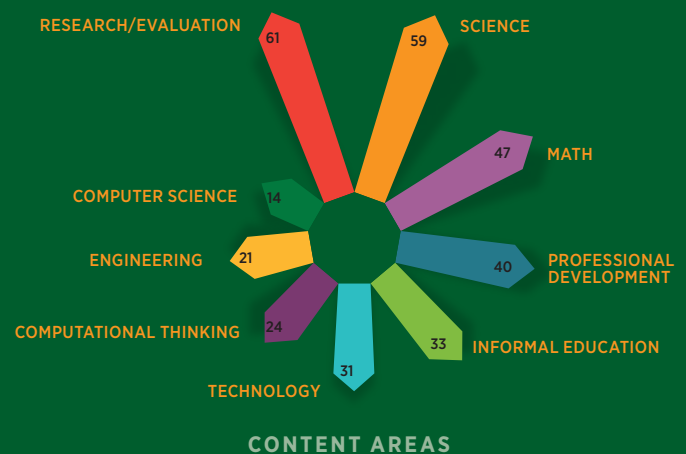 RESEARCH/EVALUATION
61
59
SCIENCE
47
MATH
COMPUTER SCIENCE
14
ENGINEERING
21
40
PROFESSIONAL
DEVELOPMENT
COMPUTATIONAL THINKING
24
33
INFORMAL EDUCATION
31
TECHNOLOGY
CONTENT AREAS